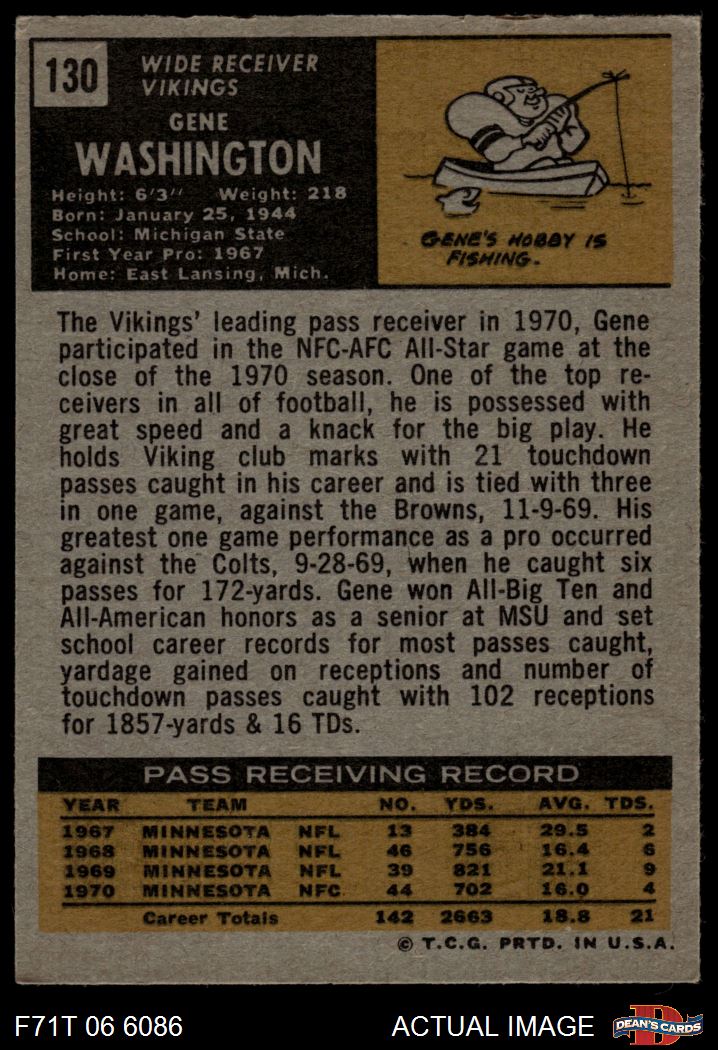 130
WIDE RECEIVER
VIKINGS
GENE
WASHINGTON
Height: 6'3" Weight: 218
Born: January 25, 1944
School: Michigan State
First Year Pro: 1967
Home: East Lansing, Mich.
GENE'S HOBBY IS
FISHING.
The Vikings' leading pass receiver in 1970, Gene
participated in the NFC-AFC All-Star game at the
close of the 1970 season. One of the top re-
ceivers in all of football, he is possessed with
great speed and a knack for the big play. He
holds Viking club marks with 21 touchdown
passes caught in his career and is tied with three
in one game, against the Browns, 11-9-69. His
greatest one game performance as a pro occurred
against the Colts, 9-28-69, when he caught six
passes for 172-yards. Gene won All-Big Ten and
All-American honors as a senior at MSU and set
school career records for most passes caught,
yardage gained on receptions and number of
touchdown passes caught with 102 receptions
for 1857-yards & 16 TDs.
PASS RECEIVING RECORD
YEAR TEAM NO. YDS. AVG. TDS.
1967 MINNESOTA NFL 13 384 29.5 2
1968 MINNESOTA NFL 46 756 16.4 6
1969 MINNESOTA NFL 39 821 21.1 9
1970 MINNESOTA NFC 44 702 16.0 4
Career Totals 142 2663 18.8 21
© T.C.G. PRTD. IN U.S.A.
F71T 06 6086 ACTUAL IMAGE
D
DEAN'S CARDS